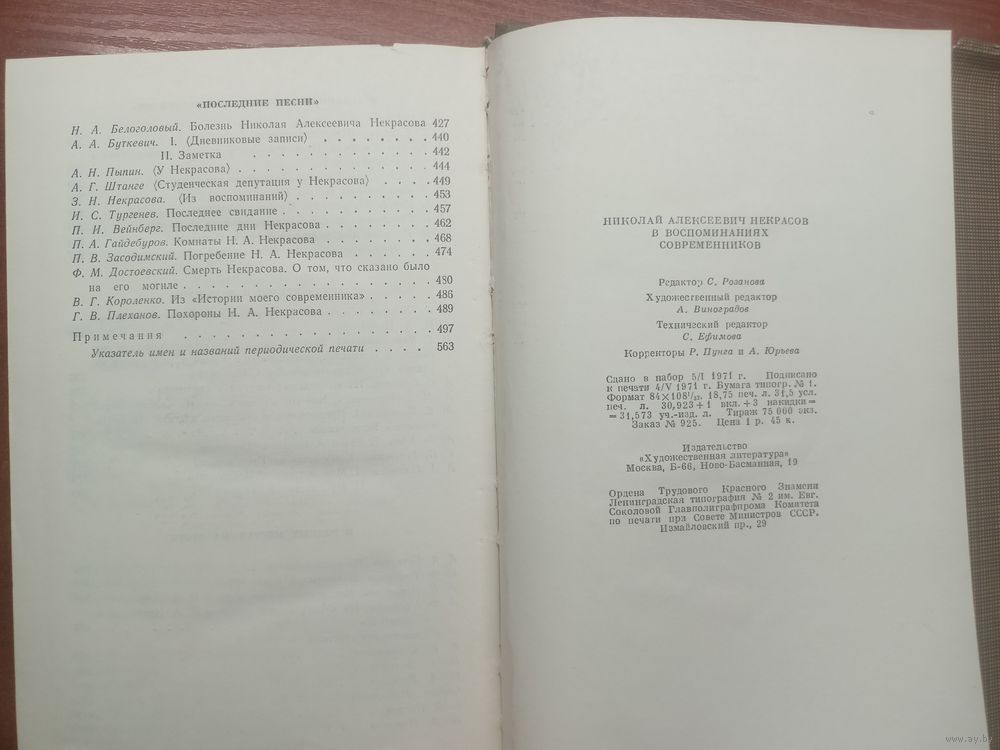 «ПОСЛЕДНИЕ ПЕСНИ»
Н. А. Белоголовый. Болезнь Николая Алексеевича Некрасова 427
А. А. Буткевич. I. ⟨Дневниковые записи⟩ . . . . . . . . 440
II. Заметка . . . . . . . . . . . . 442
А. Н. Пыпин. ⟨У Некрасова⟩ . . . . . . . . . . . . . 444
А. Г. Штанге ⟨Студенческая депутация у Некрасова⟩ . . . . 449
З. Н. Некрасова. ⟨Из воспоминаний⟩ . . . . . . . . . 453
И. С. Тургенев. Последнее свидание . . . . . . . . . . 457
П. И. Вейнберг. Последние дни Некрасова . . . . . . . 462
П. А. Гайдебуров. Комнаты Н. А. Некрасова . . . . . . . 468
П. В. Засодимский. Погребение Н. А. Некрасова . . . . . 474
Ф. М. Достоевский. Смерть Некрасова. О том, что сказано было
на его могиле . . . . . . . . . . . . . . . . . 480
В. Г. Короленко. Из «Истории моего современника» . . . . 486
Г. В. Плеханов. Похороны Н. А. Некрасова . . . . . . . 489
Примечания . . . . . . . . . . . . . . . . 497
Указатель имен и названий периодической печати . . . . 563
НИКОЛАЙ АЛЕКСЕЕВИЧ НЕКРАСОВ
В ВОСПОМИНАНИЯХ
СОВРЕМЕННИКОВ
Редактор С. Розанова
Художественный редактор
А. Виноградов
Технический редактор
С. Ефимова
Корректоры Р. Пунга и А. Юрьева
Сдано в набор 5/I 1971 г. Подписано
к печати 4/V 1971 г. Бумага типогр. № 1.
Формат 84×108¹/₃₂. 18,75 печ. л. 31,5 усл.
печ. л. 30,923+1 вкл.+3 накидки=
=31,573 уч.-изд. л. Тираж 75 000 экз.
Заказ № 925. Цена 1 р. 45 к.
Издательство
«Художественная литература»
Москва, Б-66, Ново-Басманная, 19
Ордена Трудового Красного Знамени
Ленинградская типография № 2 им. Евг.
Соколовой Главполиграфпрома Комитета
по печати при Совете Министров СССР.
Измайловский пр., 29
www.ay.by